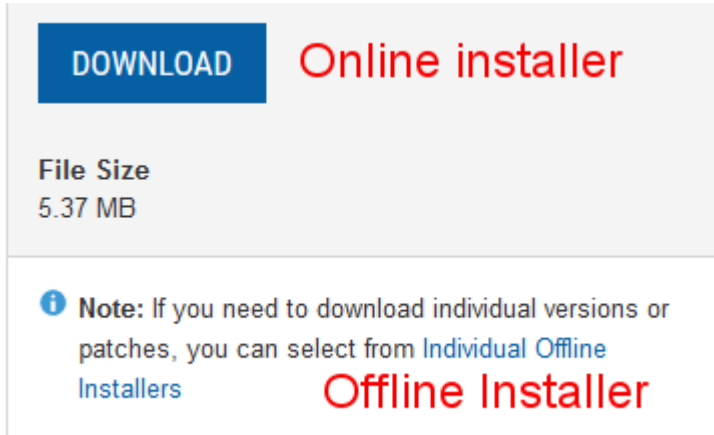 DOWNLOAD Online installer
File Size
5.37 MB
Note: If you need to download individual versions or
patches, you can select from Individual Offline
Installers
Offline Installer